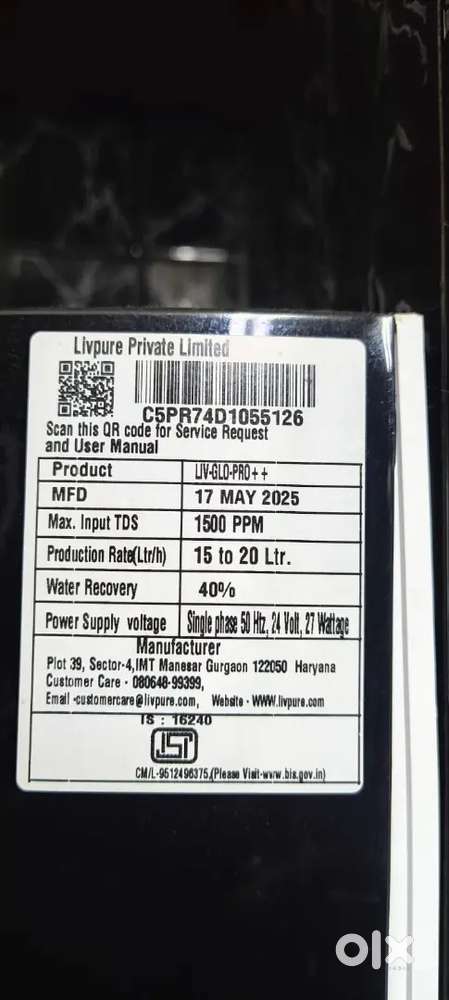 Livpure Private Limited
C5PR74D1055126
Scan this QR code for Service Request
and User Manual
Product LIV-GLO-PRO++
MFD 17 MAY 2025
Max. Input TDS 1500 PPM
Production Rate(Ltr/h) 15 to 20 Ltr.
Water Recovery 40%
Power Supply voltage Single phase 50 Htz, 24 Volt, 27 Wattage
Manufacturer
Plot 39, Sector-4,IMT Manesar Gurgaon 122050 Haryana
Customer Care - 080648-99399,
Email -customercare@livpure.com, Website - WWW.livpure.com
IS : 16240
ISI
CM/L-9512496375,(Please Visit-www.bis.gov.in)
olx